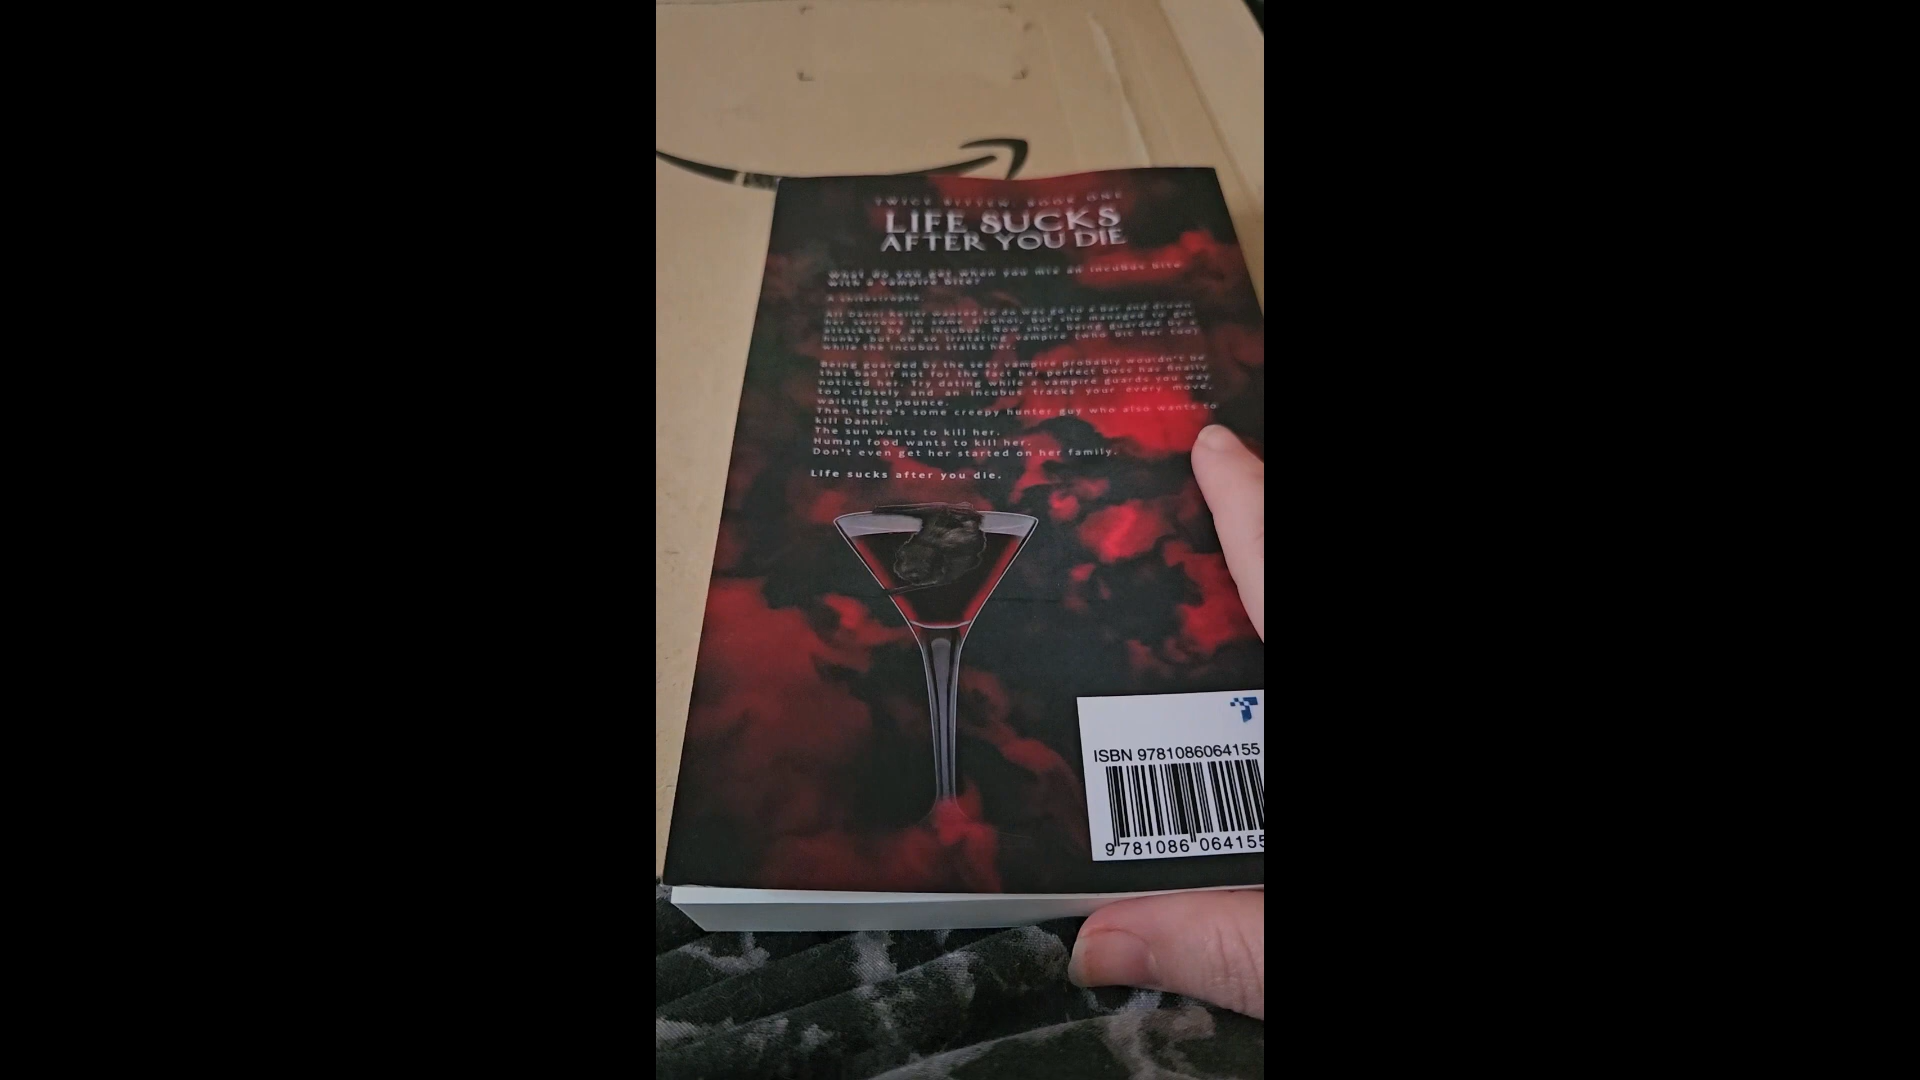 TWICE BITTEN: BOOK ONE
LIFE SUCKS
AFTER YOU DIE
What do you get when you mix an incubus bite
with a vampire bite?
A shitastrophe.
All Danni Keller wanted to do was go to a bar and drown
her sorrows in some alcohol, but she managed to get
attacked by an incubus. Now she's being guarded by a
hunky but oh so irritating vampire (who bit her too)
while the incubus stalks her.
Being guarded by the sexy vampire probably wouldn't be
that bad if not for the fact her perfect boss has finally
noticed her. Try dating while a vampire guards you way
too closely and an incubus tracks your every move,
waiting to pounce.
Then there's some creepy hunter guy who also wants to
kill Danni.
The sun wants to kill her.
Human food wants to kill her.
Don't even get her started on her family.
Life sucks after you die.
ISBN 9781086064155
9 781086 064155